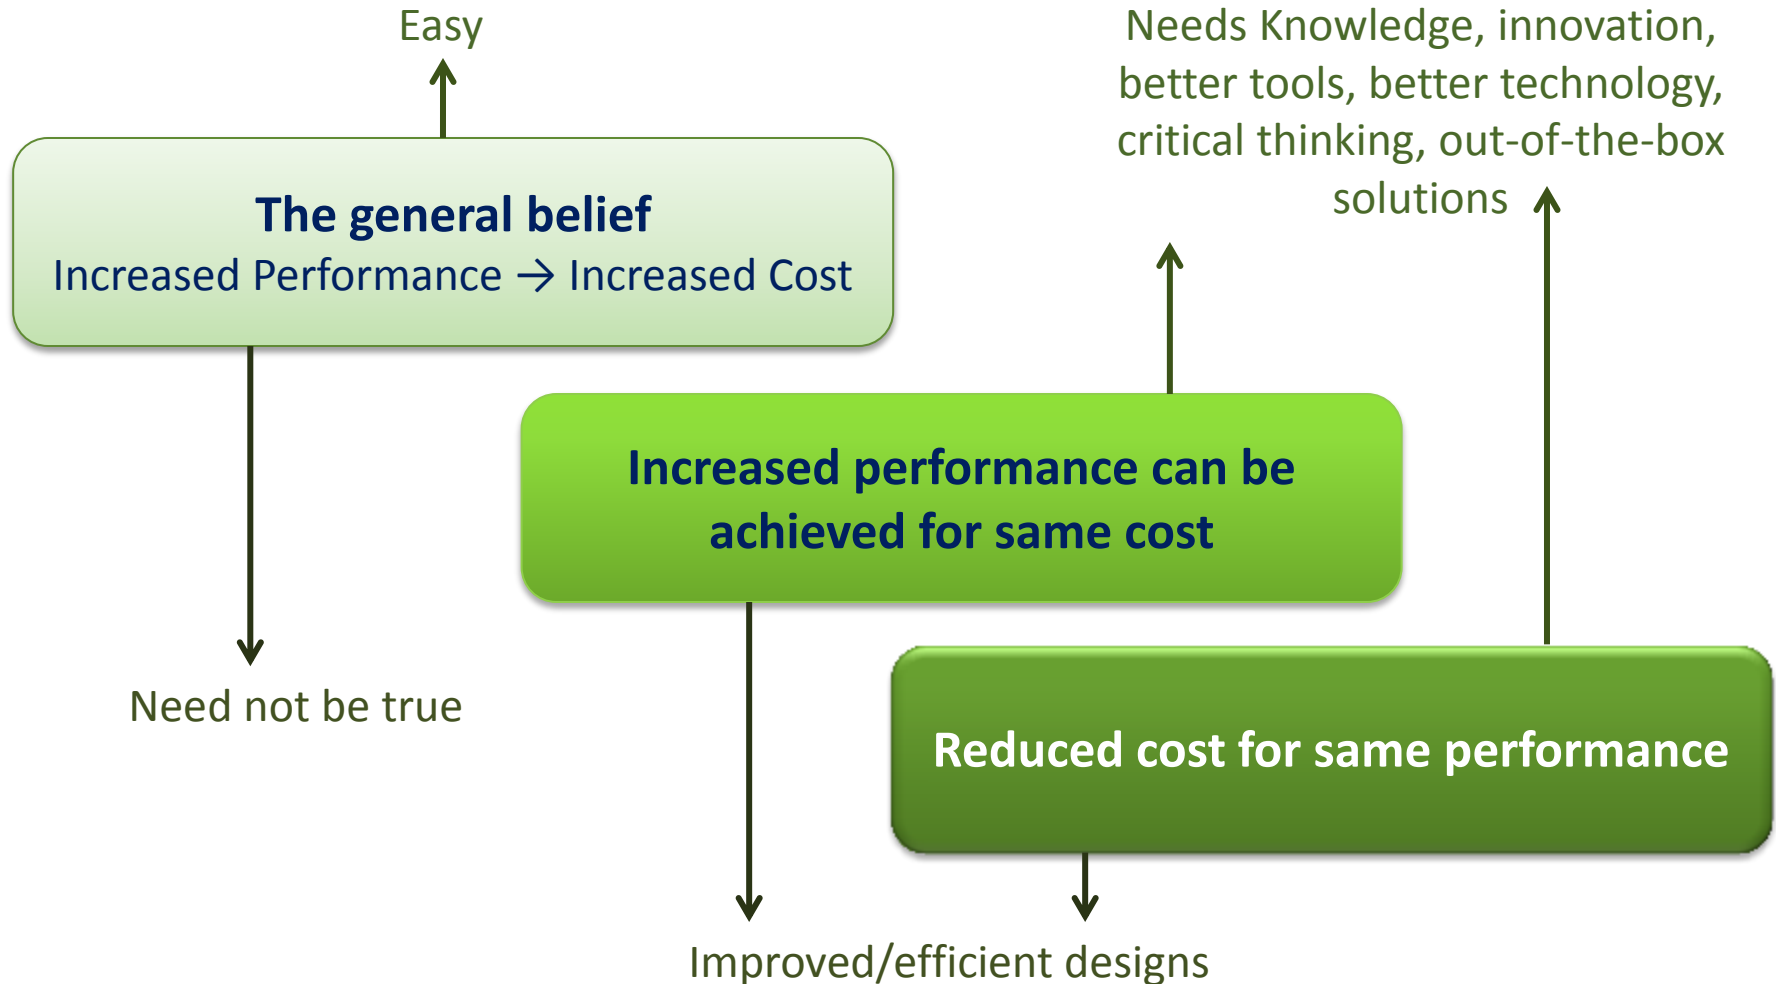 Easy
Needs Knowledge, innovation,
better tools, better technology,
critical thinking, out-of-the-box
solutions
The general belief
Increased Performance → Increased Cost
Increased performance can be
achieved for same cost
Need not be true
Reduced cost for same performance
Improved/efficient designs